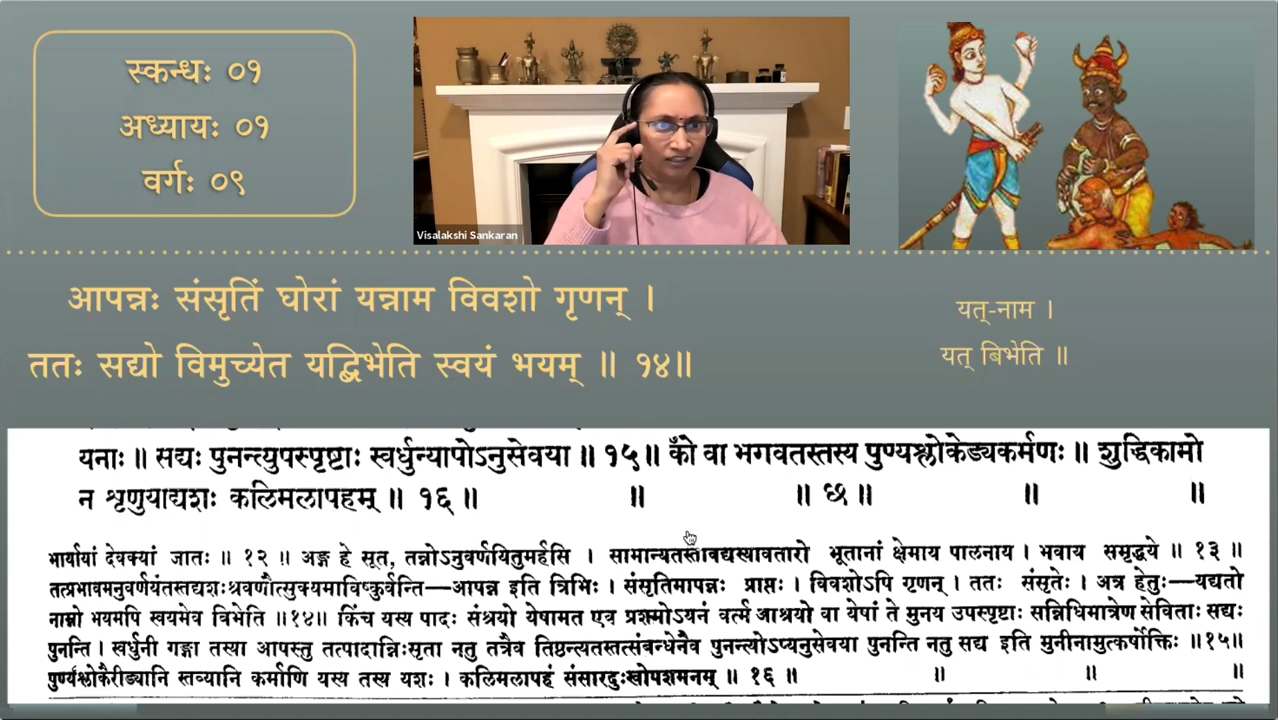 स्कन्धः ०१
अध्यायः ०१
वर्गः ०९
Visalakshi Sankaran
आपन्नः संसृतिं घोरां यन्नाम विवशो गृणन् ।
ततः सद्यो विमुच्येत यद्बिभेति स्वयं भयम् ॥ १४॥
यत्-नाम ।
यत् बिभेति ॥
यनाः ॥ सद्यः पुनन्त्युपस्पृष्टाः स्वर्धुन्यापोऽनुसेवया ॥ १५॥ को वा भगवतस्तस्य पुण्यश्लोकेड्यकर्मणः ॥ शुद्धिकामो
न श्रृणुयाद्यशः कलिमलापहम् ॥ १६ ॥ ॥ ॥ छ ॥ ॥ ॥
भार्यायां देवक्यां जातः ॥ १२ ॥ अङ्ग हे सूत, तन्नोऽनुवर्णयितुमर्हसि । सामान्यतस्तावद्यस्यावतारो भूतानां क्षेमाय पालनाय । भवाय समृद्धये ॥ १३ ॥
तत्प्रभावमनुवर्णयंतस्तद्यशःश्रवणौत्सुक्यमाविष्कुर्वन्ति—आपन्न इति त्रिभिः । संसृतिमापन्नः प्राप्तः । विवशोऽपि गृणन् । ततः संसृतेः । अत्र हेतुः—यद्यतो
नाम्नो भयमपि स्वयमेव बिभेति ॥१४॥ किंच यस्य पादः संश्रयो येषामत एव प्रशमोऽयनं वर्त्म आश्रयो वा येषां ते मुनय उपस्पृष्टाः सन्निधिमात्रेण सेविताः सद्यः
पुनन्ति । स्वर्धुनी गङ्गा तस्या आपस्तु तत्पादान्निःसृता नतु तत्रैव तिष्ठन्त्यतस्तत्संबन्धेनैव पुनन्त्योऽप्यनुसेवया पुनन्ति नतु सद्य इति मुनीनामुत्कर्षोक्तिः ॥१५॥
पुण्यश्लोकैरीड्यानि स्तव्यानि कर्माणि यस्य तस्य यशः । कलिमलापहं संसारदुःखोपशमनम् ॥ १६ ॥ ॥ ॥ ॥